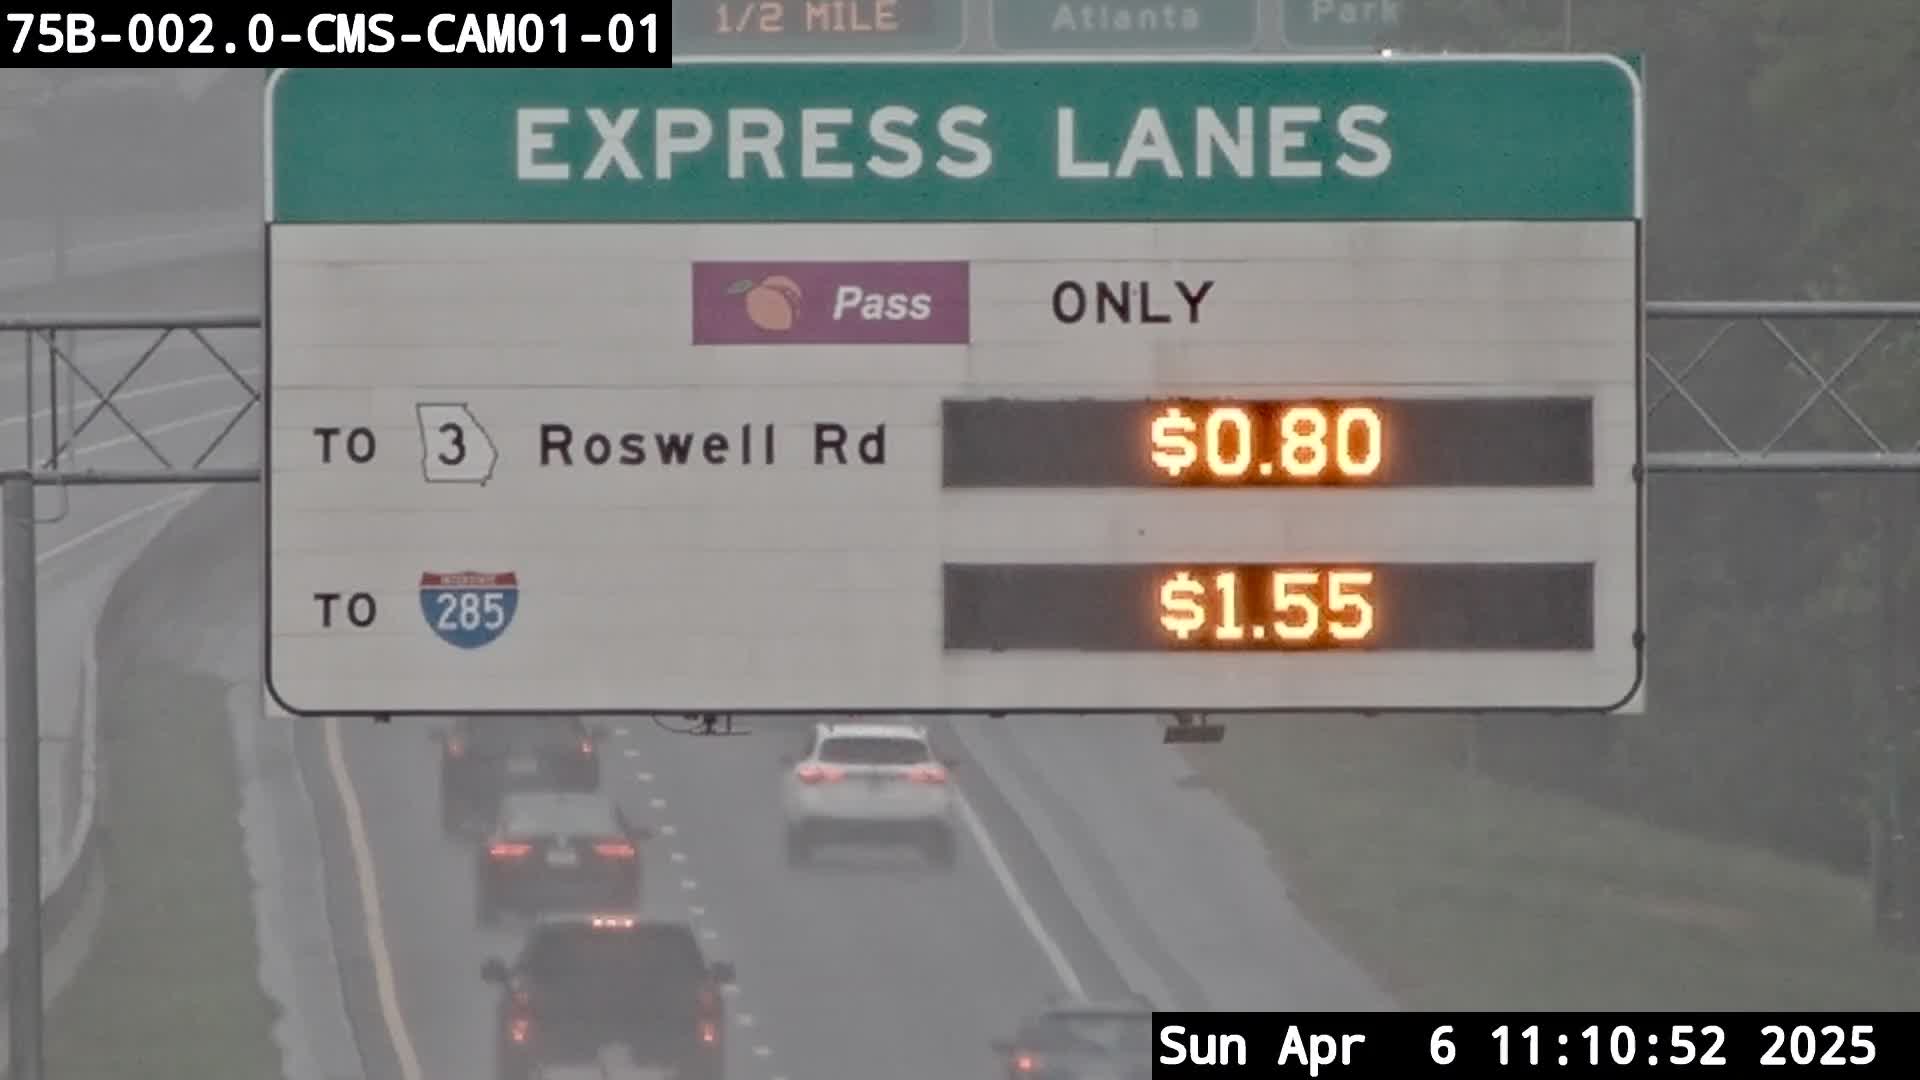 75B-002.0-CMS-CAM01-01
1/2 MILE
Atlanta
Park
EXPRESS LANES
Pass ONLY
TO 3 Roswell Rd $0.80
INTERSTATE
TO 285 $1.55
Sun Apr 6 11:10:52 2025